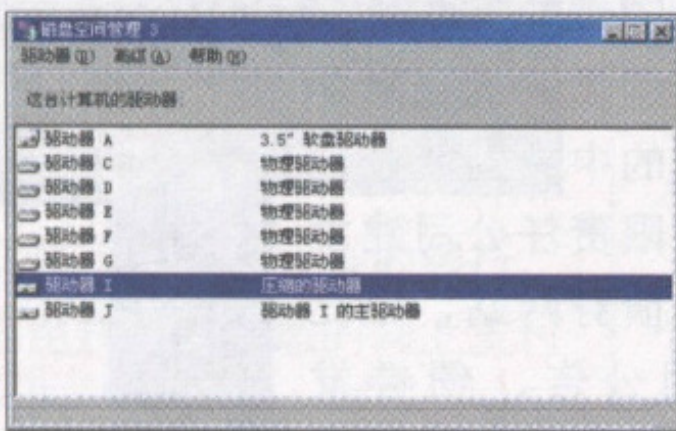 磁盘空间管理 3
驱动器(D) 高级(A) 帮助(H)
这台计算机的驱动器:
驱动器 A 3.5" 软盘驱动器
驱动器 C 物理驱动器
驱动器 D 物理驱动器
驱动器 E 物理驱动器
驱动器 F 物理驱动器
驱动器 G 物理驱动器
驱动器 I 压缩的驱动器
驱动器 J 驱动器 I 的主驱动器